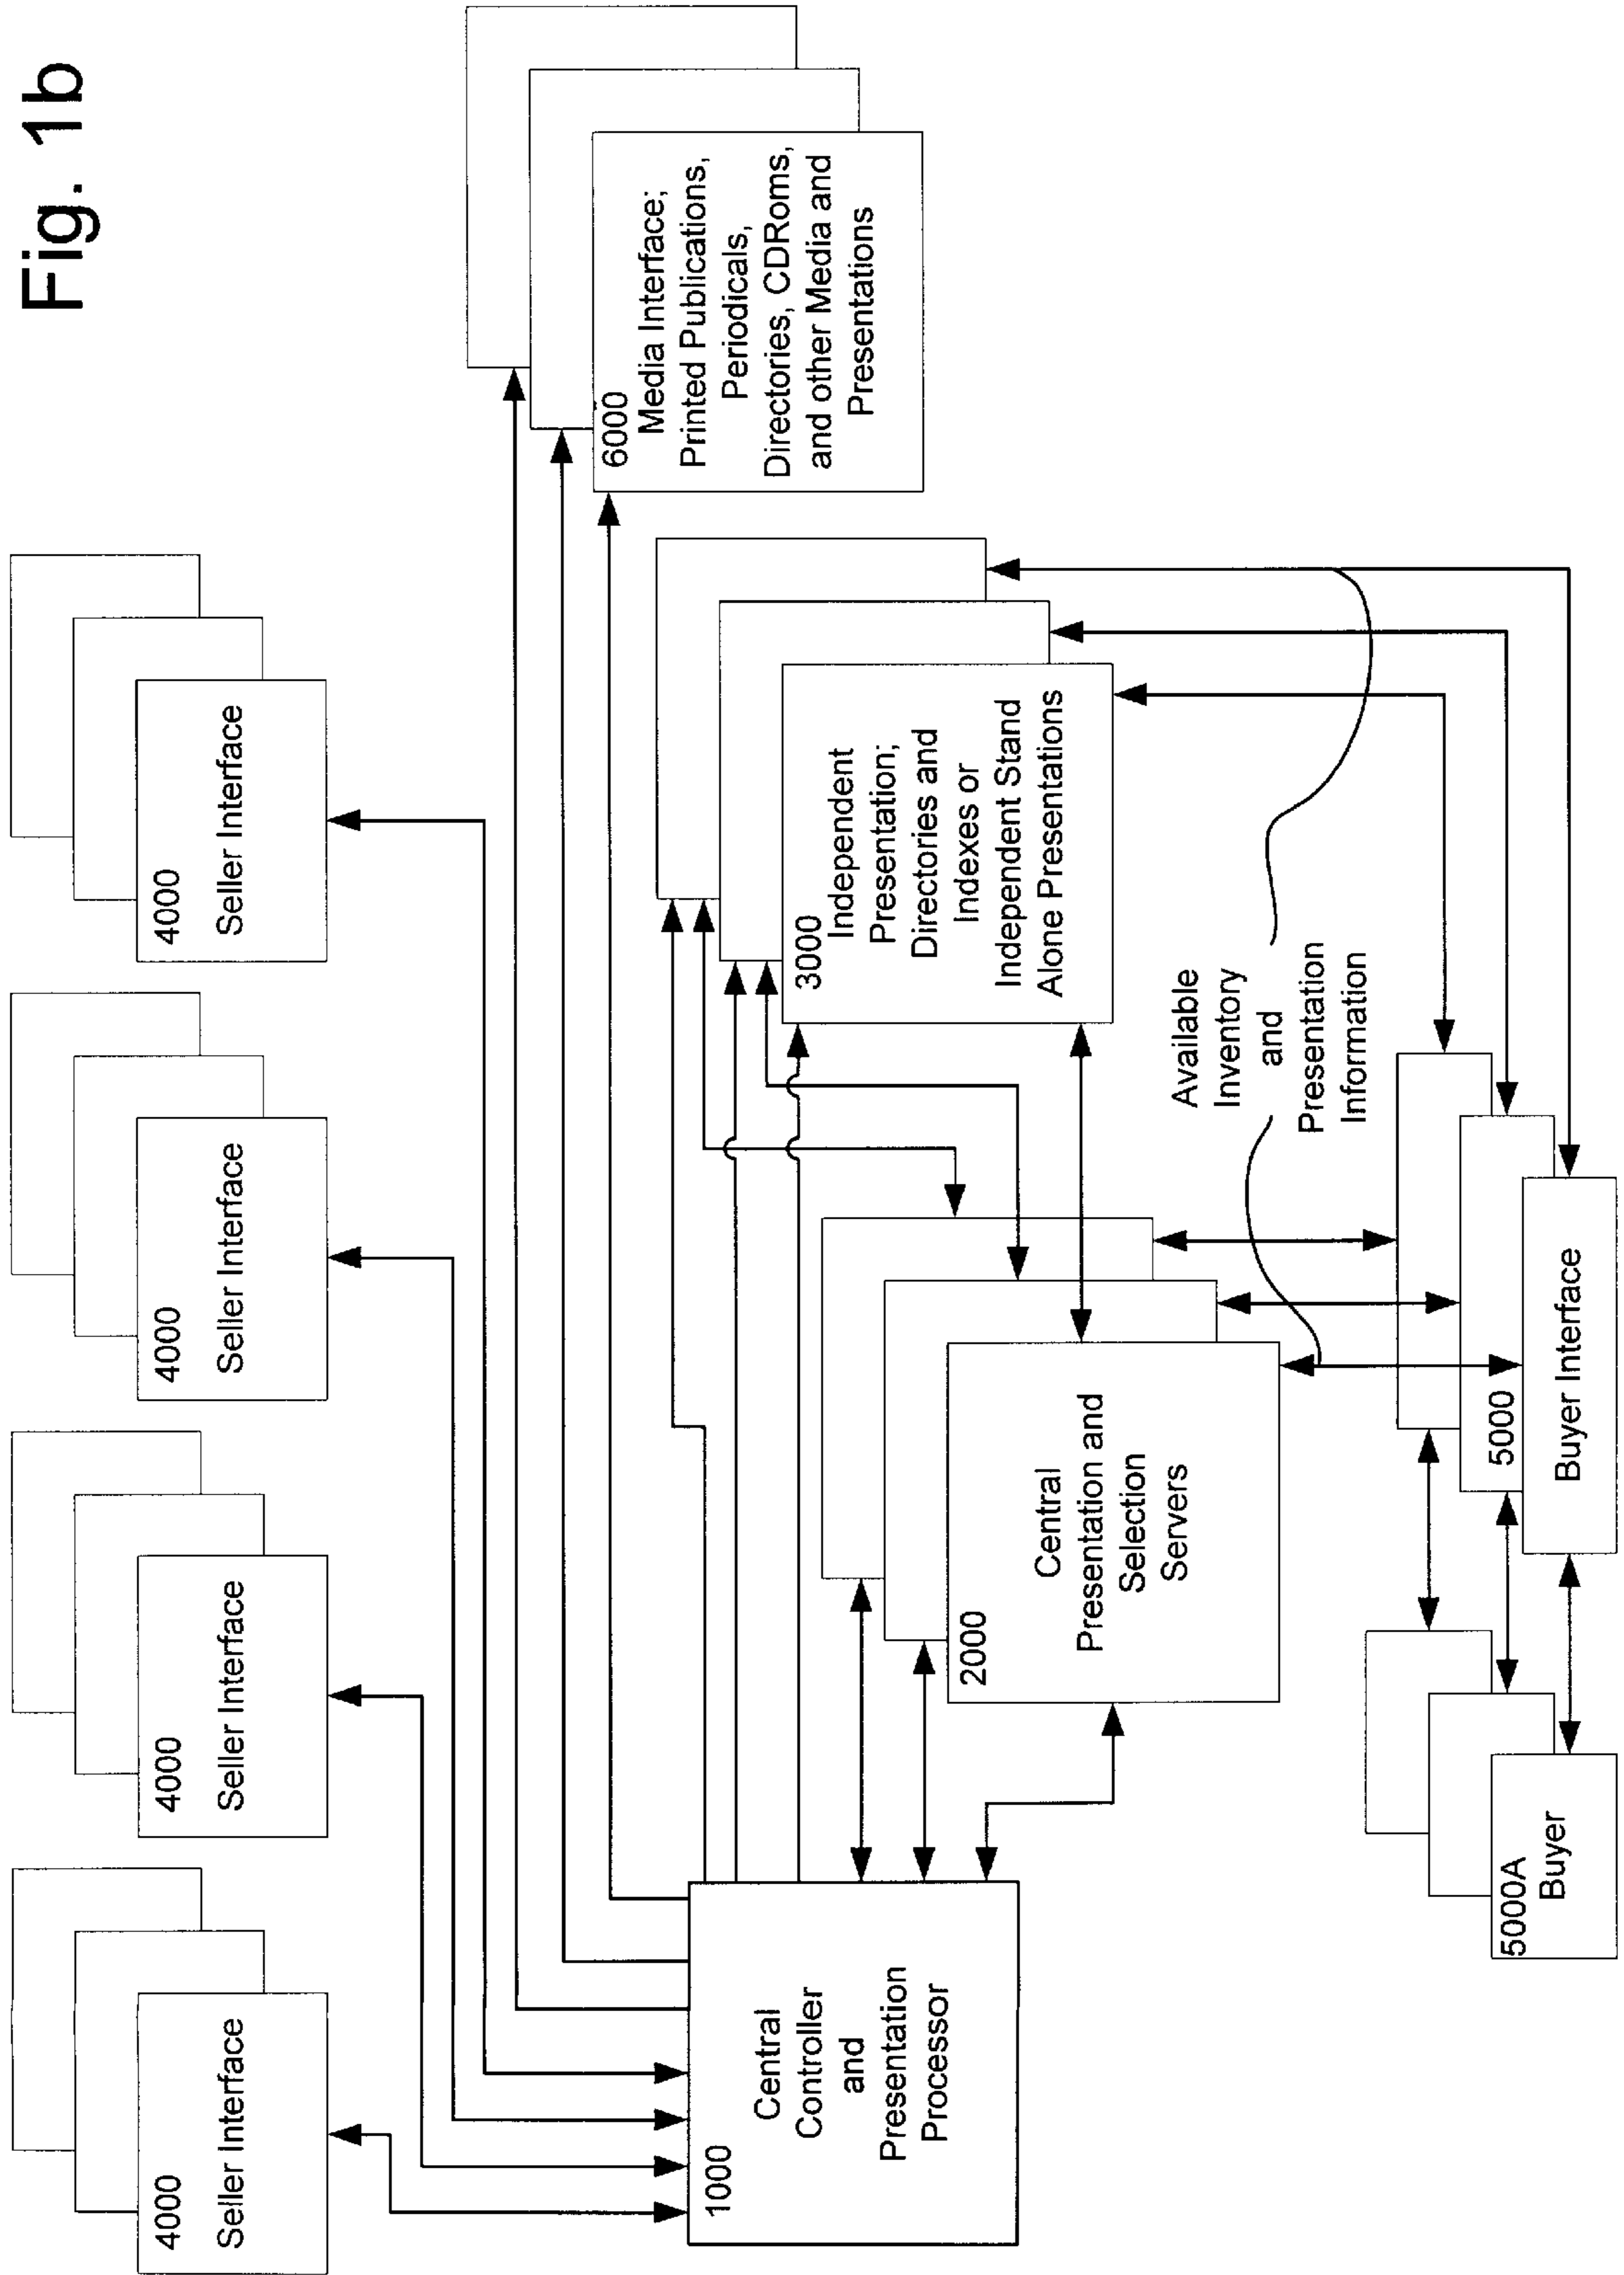 Fig. 1b
4000
Seller Interface
4000
Seller Interface
4000
Seller Interface
4000
Seller Interface
1000
Central
Controller
and
Presentation
Processor
6000
Media Interface;
Printed Publications,
Periodicals,
Directories, CDRoms,
and other Media and
Presentations
3000
Independent
Presentation;
Directories and
Indexes or
Independent Stand
Alone Presentations
2000
Central
Presentation and
Selection
Servers
Available
Inventory
and
Presentation
Information
5000
Buyer Interface
5000A
Buyer